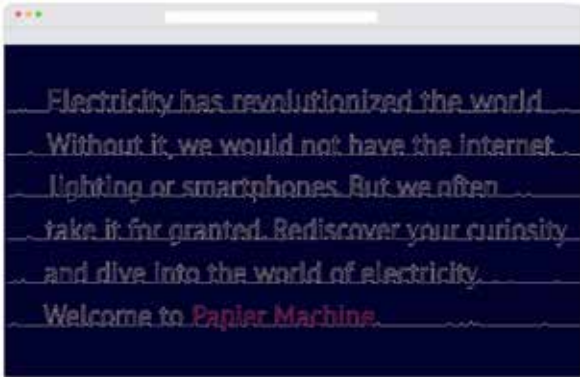 Electricity has revolutionized the world
Without it, we would not have the internet
lighting or smartphones. But we often
take it for granted. Rediscover your curiosity
and dive into the world of electricity.
Welcome to Papier Machine